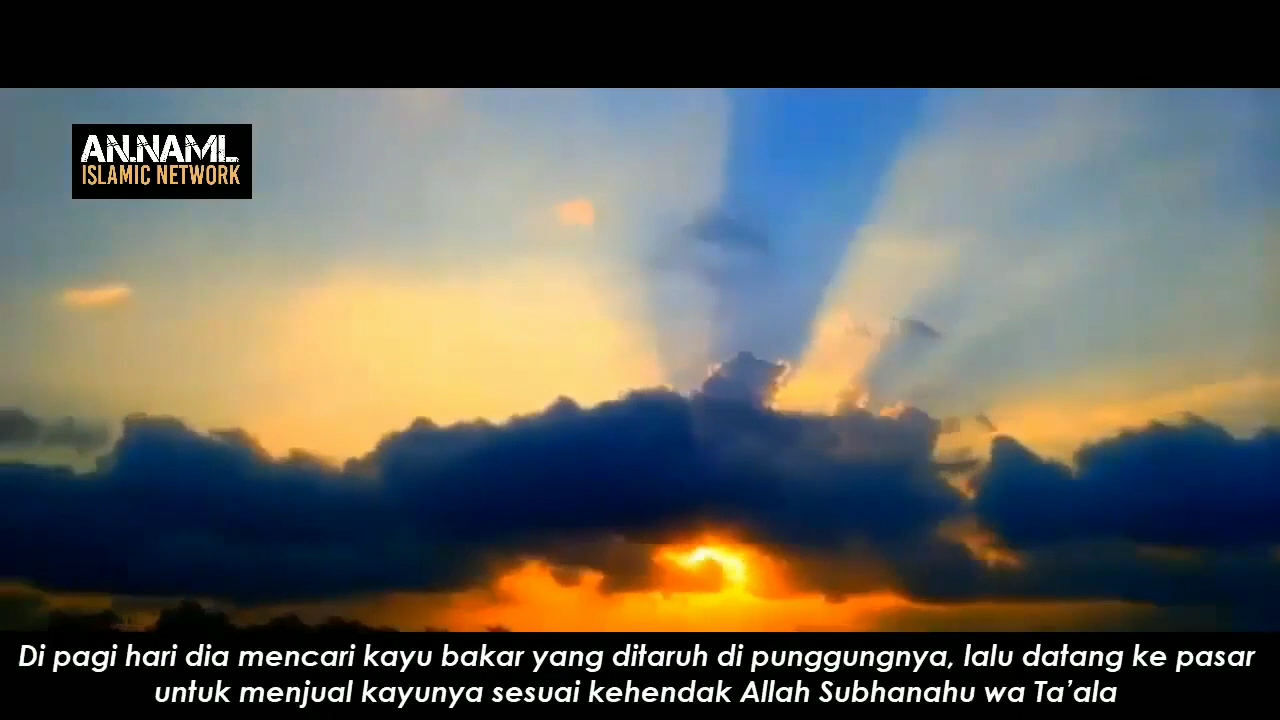 AN.NAML
ISLAMIC NETWORK
Di pagi hari dia mencari kayu bakar yang ditaruh di punggungnya, lalu datang ke pasar
untuk menjual kayunya sesuai kehendak Allah Subhanahu wa Ta’ala